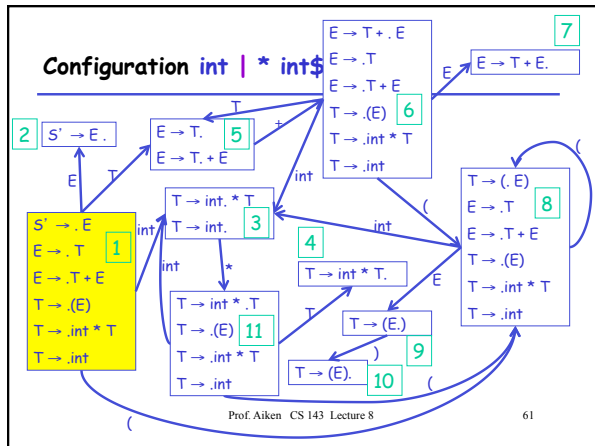 Configuration int | * int$
E → T + . E
E → .T
E → .T + E
T → .(E)
T → .int * T
T → .int
6
7
E → T + E.
E
2
S' → E .
E → T.
E → T. + E
5
T
+
E
T
int
(
(
S' → . E
E → . T
E → .T + E
T → .(E)
T → .int * T
T → .int
1
int
T → int. * T
T → int.
3
int
*
int
4
T → int * T.
T
T → int * .T
T → .(E)
T → .int * T
T → .int
11
T → (. E)
E → .T
E → .T + E
T → .(E)
T → .int * T
T → .int
8
E
T → (E.)
9
)
T → (E).
10
(
(
Prof. Aiken CS 143 Lecture 8
61